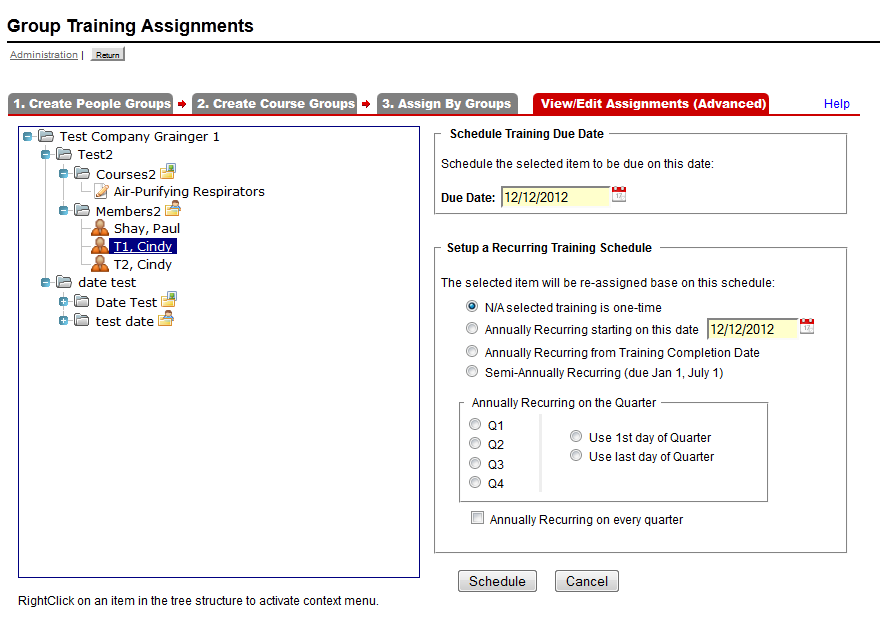 Group Training Assignments
Administration | Return
1. Create People Groups 2. Create Course Groups 3. Assign By Groups View/Edit Assignments (Advanced) Help
Test Company Grainger 1
Test2
Courses2
Air-Purifying Respirators
Members2
Shay, Paul
T1, Cindy
T2, Cindy
date test
Date Test
test date
RightClick on an item in the tree structure to activate context menu.
Schedule Training Due Date
Schedule the selected item to be due on this date:
Due Date: 12/12/2012
Setup a Recurring Training Schedule
The selected item will be re-assigned base on this schedule:
N/A selected training is one-time
Annually Recurring starting on this date 12/12/2012
Annually Recurring from Training Completion Date
Semi-Annually Recurring (due Jan 1, July 1)
Annually Recurring on the Quarter
Q1
Q2
Q3
Q4
Use 1st day of Quarter
Use last day of Quarter
Annually Recurring on every quarter
Schedule Cancel